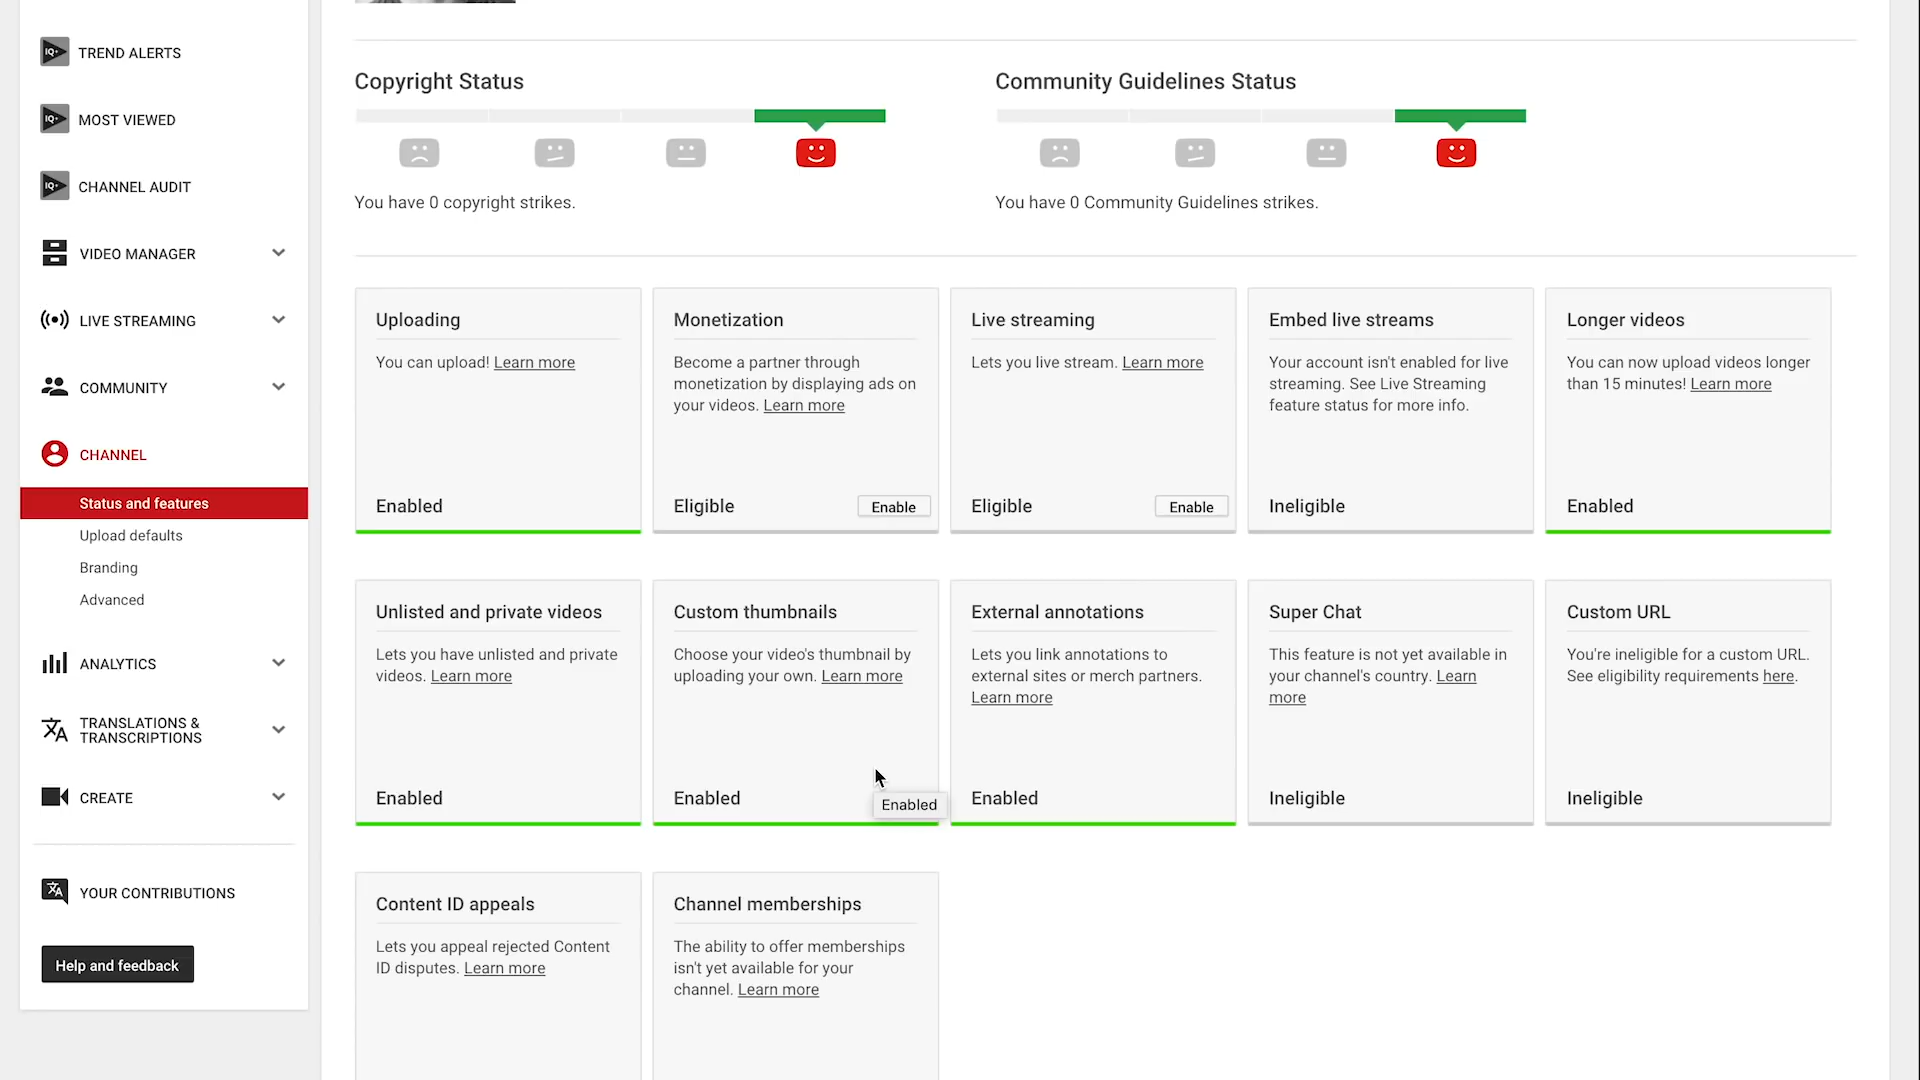 IQ+ TREND ALERTS
IQ+ MOST VIEWED
IQ+ CHANNEL AUDIT
VIDEO MANAGER
LIVE STREAMING
COMMUNITY
CHANNEL
Status and features
Upload defaults
Branding
Advanced
ANALYTICS
TRANSLATIONS &
TRANSCRIPTIONS
CREATE
YOUR CONTRIBUTIONS
Help and feedback
Copyright Status
You have 0 copyright strikes.
Community Guidelines Status
You have 0 Community Guidelines strikes.
Uploading
You can upload! Learn more
Enabled
Monetization
Become a partner through
monetization by displaying ads on
your videos. Learn more
Eligible
Enable
Live streaming
Lets you live stream. Learn more
Eligible
Enable
Embed live streams
Your account isn't enabled for live
streaming. See Live Streaming
feature status for more info.
Ineligible
Longer videos
You can now upload videos longer
than 15 minutes! Learn more
Enabled
Unlisted and private videos
Lets you have unlisted and private
videos. Learn more
Enabled
Custom thumbnails
Choose your video's thumbnail by
uploading your own. Learn more
Enabled
Enabled
External annotations
Lets you link annotations to
external sites or merch partners.
Learn more
Enabled
Super Chat
This feature is not yet available in
your channel's country. Learn
more
Ineligible
Custom URL
You're ineligible for a custom URL.
See eligibility requirements here.
Ineligible
Content ID appeals
Lets you appeal rejected Content
ID disputes. Learn more
Channel memberships
The ability to offer memberships
isn't yet available for your
channel. Learn more